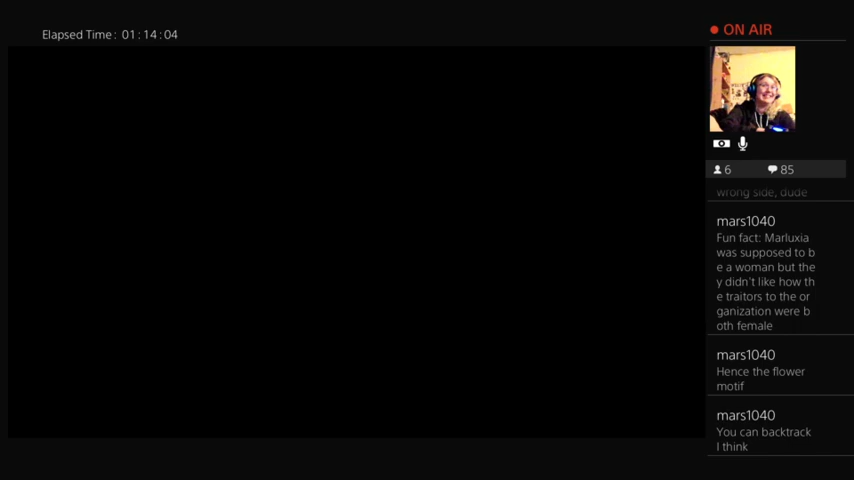 Elapsed Time: 01:14:04
ON AIR
6 85
wrong side, dude
mars1040
Fun fact: Marluxia
was supposed to b
e a woman but the
y didn't like how th
e traitors to the or
ganization were b
oth female
mars1040
Hence the flower
motif
mars1040
You can backtrack
I think